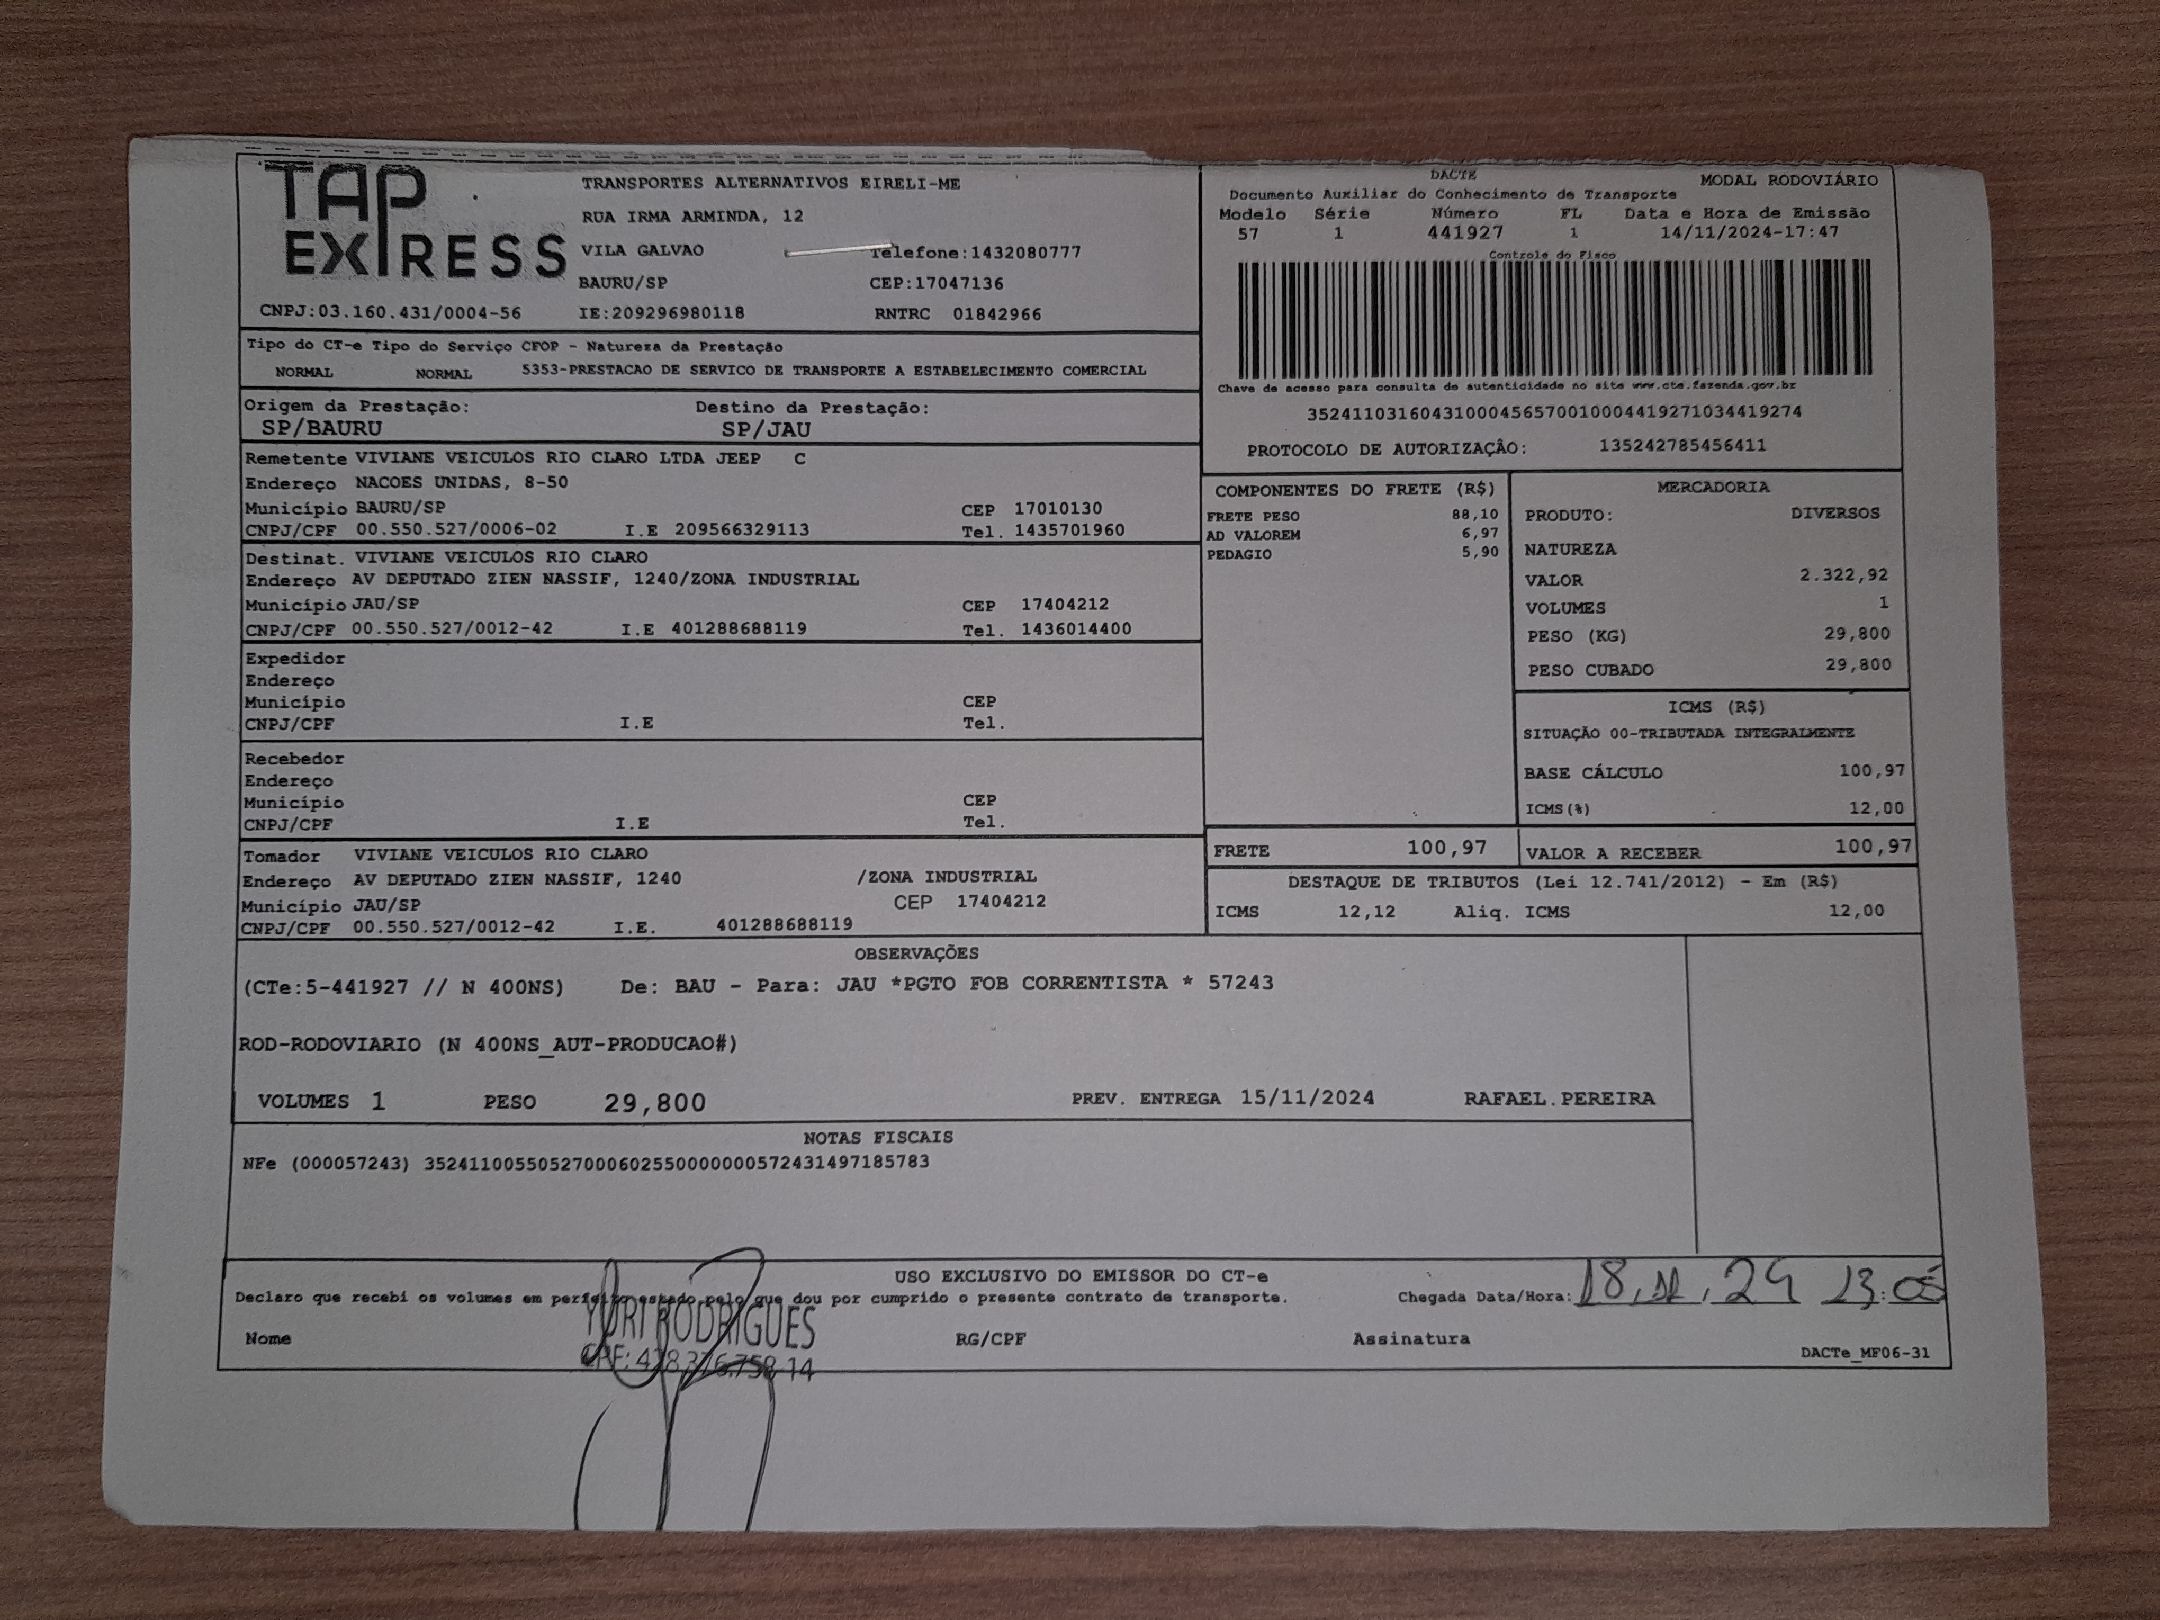 TAP
EXPRESS
TRANSPORTES ALTERNATIVOS EIRELI-ME
RUA IRMA ARMINDA, 12
VILA GALVAO Telefone:1432080777
BAURU/SP CEP:17047136
CNPJ:03.160.431/0004-56 IE:209296980118 RNTRC 01842966
DACTE MODAL RODOVIÁRIO
Documento Auxiliar do Conhecimento de Transporte
Modelo Série Número FL Data e Hora de Emissão
57 1 441927 1 14/11/2024-17:47
Controle do Fisco
Chave de acesso para consulta de autenticidade no site www.cte.fazenda.gov.br
35241103160431000456570010004419271034419274
PROTOCOLO DE AUTORIZAÇÃO: 135242785456411
Tipo do CT-e Tipo do Serviço CFOP - Natureza da Prestação
NORMAL NORMAL 5353-PRESTACAO DE SERVICO DE TRANSPORTE A ESTABELECIMENTO COMERCIAL
Origem da Prestação: Destino da Prestação:
SP/BAURU SP/JAU
Remetente VIVIANE VEICULOS RIO CLARO LTDA JEEP C
Endereço NACOES UNIDAS, 8-50
Município BAURU/SP CEP 17010130
CNPJ/CPF 00.550.527/0006-02 I.E 209566329113 Tel. 1435701960
Destinat. VIVIANE VEICULOS RIO CLARO
Endereço AV DEPUTADO ZIEN NASSIF, 1240/ZONA INDUSTRIAL
Município JAU/SP CEP 17404212
CNPJ/CPF 00.550.527/0012-42 I.E 401288688119 Tel. 1436014400
Expedidor
Endereço
Município CEP
CNPJ/CPF I.E Tel.
Recebedor
Endereço
Município CEP
CNPJ/CPF I.E Tel.
Tomador VIVIANE VEICULOS RIO CLARO
Endereço AV DEPUTADO ZIEN NASSIF, 1240 /ZONA INDUSTRIAL
Município JAU/SP CEP 17404212
CNPJ/CPF 00.550.527/0012-42 I.E. 401288688119
COMPONENTES DO FRETE (R$)
FRETE PESO 88,10
AD VALOREM 6,97
PEDAGIO 5,90
MERCADORIA
PRODUTO: DIVERSOS
NATUREZA
VALOR 2.322,92
VOLUMES 1
PESO (KG) 29,800
PESO CUBADO 29,800
ICMS (R$)
SITUAÇÃO 00-TRIBUTADA INTEGRALMENTE
BASE CÁLCULO 100,97
ICMS(%) 12,00
FRETE 100,97 VALOR A RECEBER 100,97
DESTAQUE DE TRIBUTOS (Lei 12.741/2012) - Em (R$)
ICMS 12,12 Aliq. ICMS 12,00
OBSERVAÇÕES
(CTe:5-441927 // N 400NS) De: BAU - Para: JAU *PGTO FOB CORRENTISTA * 57243
ROD-RODOVIARIO (N 400NS_AUT-PRODUCAO#)
VOLUMES 1 PESO 29,800 PREV. ENTREGA 15/11/2024 RAFAEL.PEREIRA
NOTAS FISCAIS
NFe (000057243) 35241100550527000602550000000572431497185783
USO EXCLUSIVO DO EMISSOR DO CT-e
Declaro que recebi os volumes em perfeito estado pelo que dou por cumprido o presente contrato de transporte. Chegada Data/Hora: 18, 11, 24 13:05
YURI RODRIGUES
Nome RG/CPF Assinatura
CPF: 418.376.758-14
DACTe_MF06-31